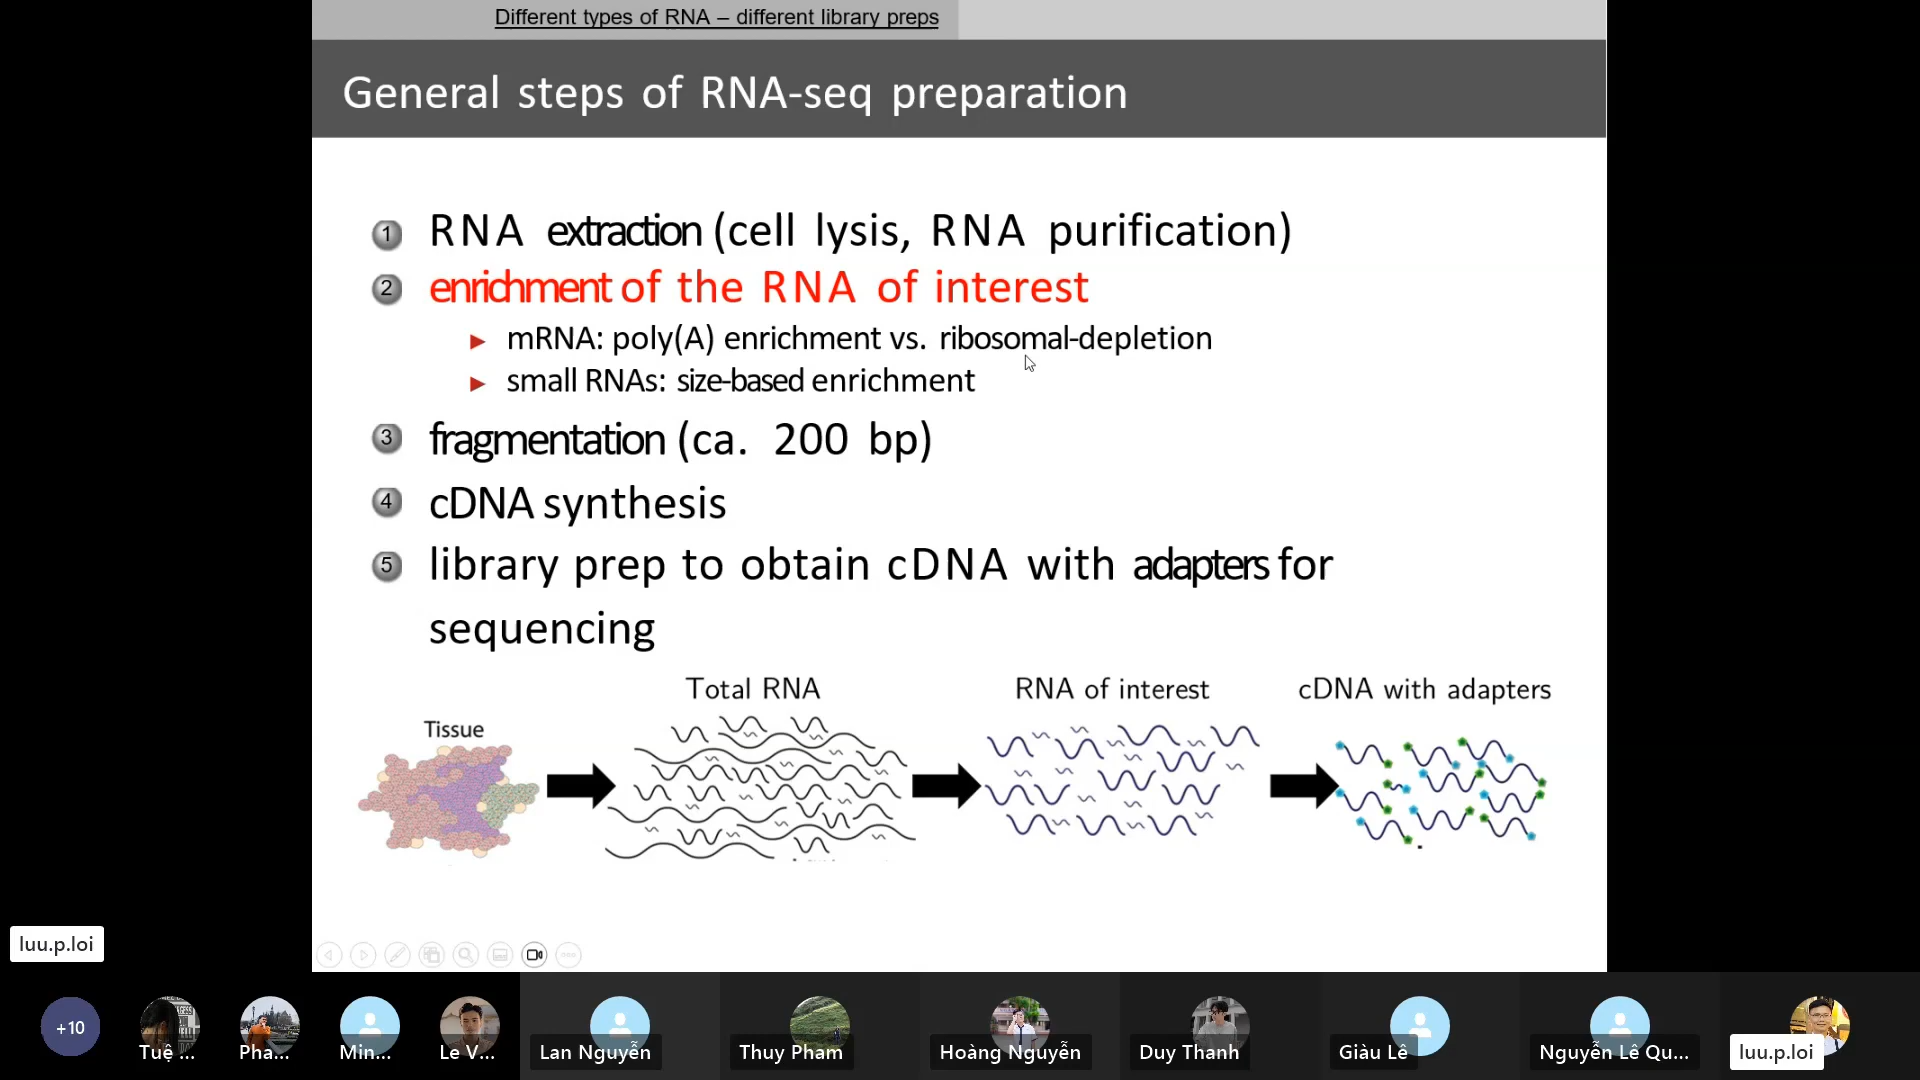 Different types of RNA – different library preps
General steps of RNA-seq preparation
1 RNA extraction (cell lysis, RNA purification)
2 enrichment of the RNA of interest
► mRNA: poly(A) enrichment vs. ribosomal-depletion
► small RNAs: size-based enrichment
3 fragmentation (ca. 200 bp)
4 cDNA synthesis
5 library prep to obtain cDNA with adapters for
sequencing
Total RNA
RNA of interest
cDNA with adapters
Tissue
luu.p.loi
+10
Tuệ ...
Pha...
Min...
Le V...
Lan Nguyễn
Thuy Pham
Hoàng Nguyễn
Duy Thanh
Giàu Lê
Nguyễn Lê Qu...
luu.p.loi